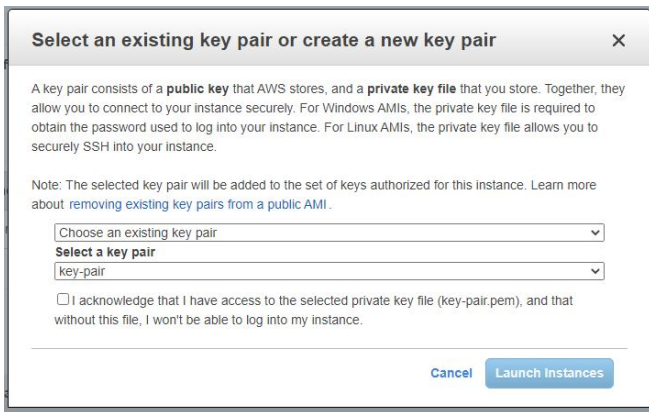 Select an existing key pair or create a new key pair
A key pair consists of a public key that AWS stores, and a private key file that you store. Together, they
allow you to connect to your instance securely. For Windows AMIs, the private key file is required to
obtain the password used to log into your instance. For Linux AMIs, the private key file allows you to
securely SSH into your instance.
Note: The selected key pair will be added to the set of keys authorized for this instance. Learn more
about removing existing key pairs from a public AMI.
Choose an existing key pair
Select a key pair
key-pair
I acknowledge that I have access to the selected private key file (key-pair.pem), and that
without this file, I won't be able to log into my instance.
Cancel Launch Instances